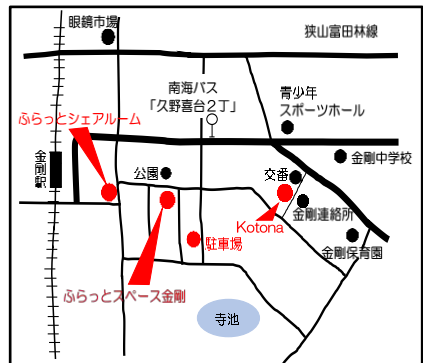 眼鏡市場
狭山富田林線
南海バス
「久野喜台２丁」
青少年
スポーツホール
ふらっとシェアルーム
金剛駅
公園
交番
金剛中学校
金剛連絡所
Kotona
駐車場
金剛保育園
ふらっとスペース金剛
寺池